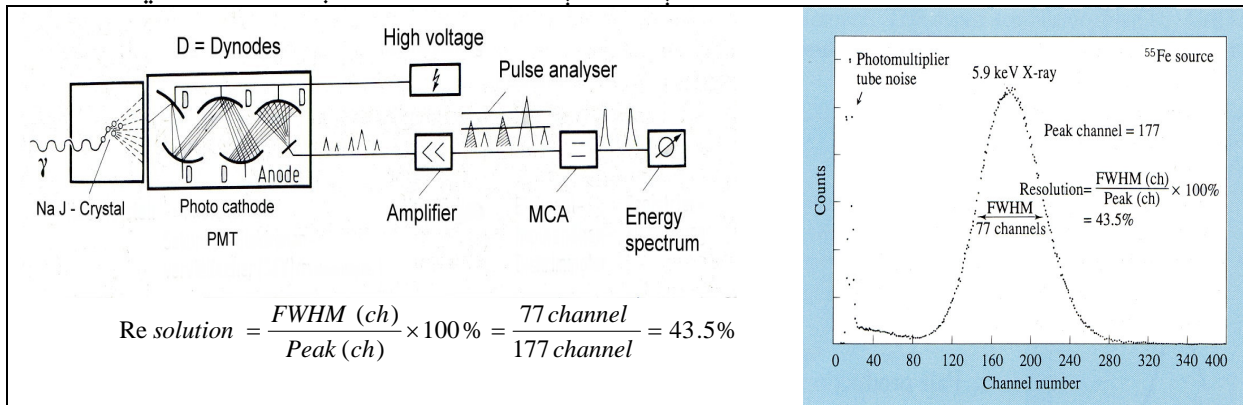 D = Dynodes
High voltage
Pulse analyser
D D D
γ
D D Anode
Na J - Crystal
Photo cathode
PMT
<<
Amplifier
MCA
Energy
spectrum
Re solution = FWHM (ch) / Peak (ch) × 100% = 77 channel / 177 channel = 43.5%
55Fe source
Photomultiplier
tube noise
5.9 keV X-ray
Peak channel = 177
Resolution= FWHM (ch) / Peak (ch) × 100%
= 43.5%
FWHM
77 channels
Counts
0 40 80 120 160 200 240 280 320 340 400
Channel number